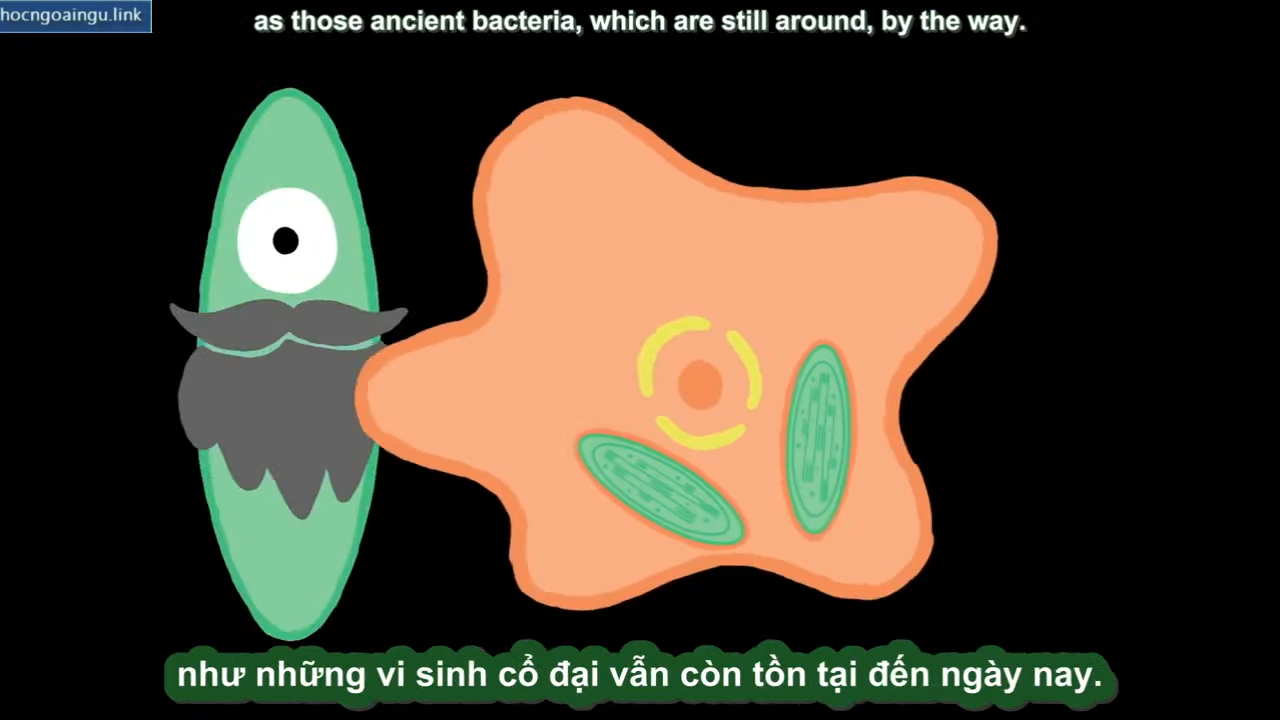 hocngoaingu.link
as those ancient bacteria, which are still around, by the way.
như những vi sinh cổ đại vẫn còn tồn tại đến ngày nay.